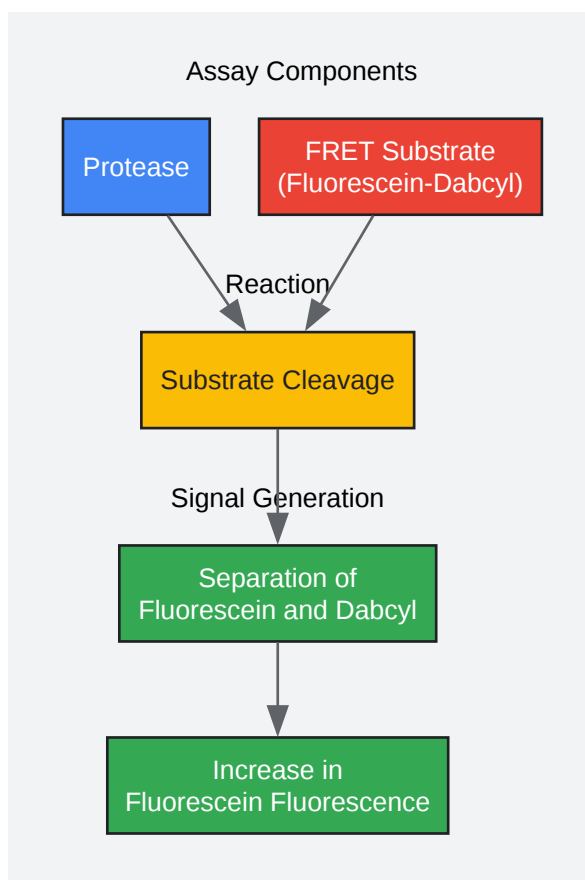 Assay Components
Protease
FRET Substrate
(Fluorescein-Dabcyl)
Reaction
Substrate Cleavage
Signal Generation
Separation of
Fluorescein and Dabcyl
Increase in
Fluorescein Fluorescence